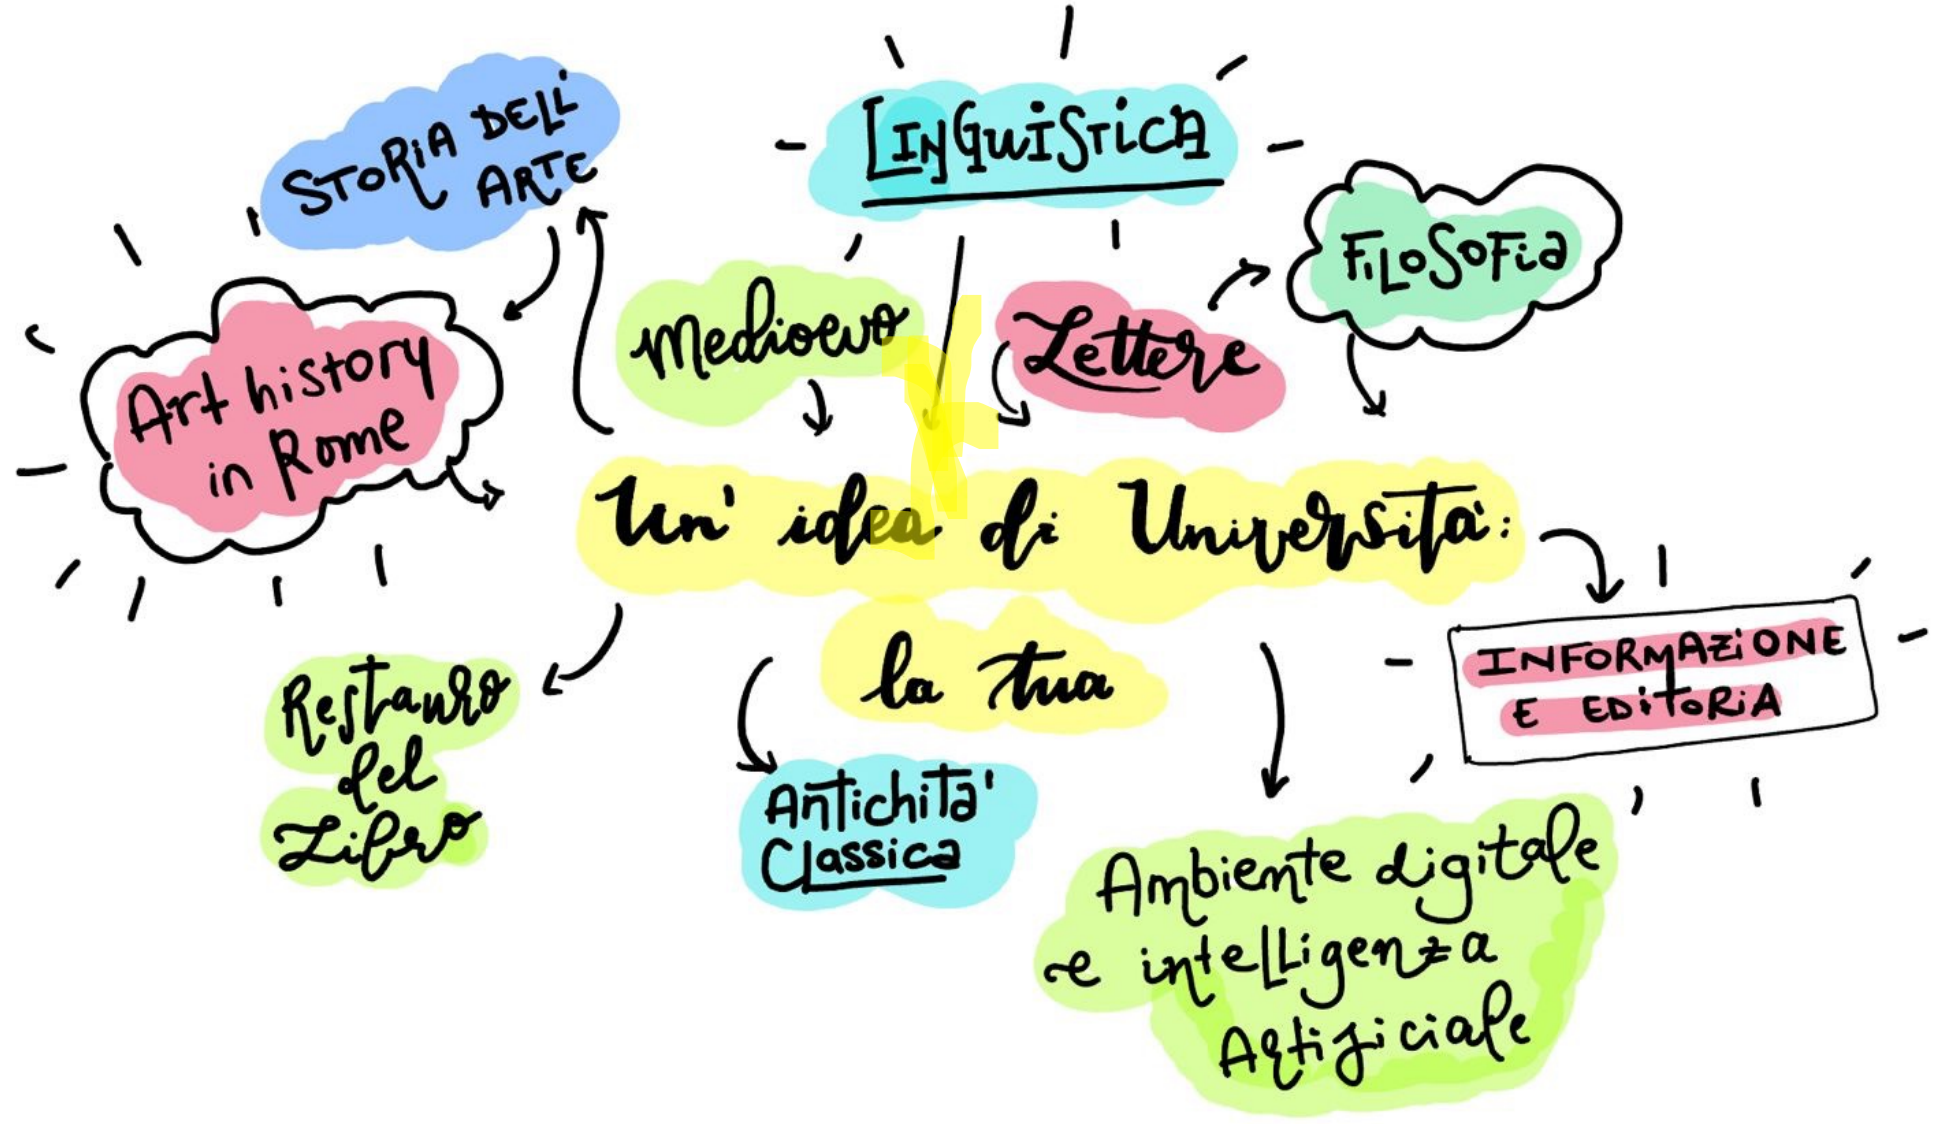 STORIA DELL'
ARTE
LINGUISTICA
FILOSOFIA
Medioevo
Lettere
Art history
in Rome
Un' idea di Universita':
la tua
INFORMAZIONE
E EDITORIA
Restauro
del
Libro
Antichita'
Classica
Ambiente digitale
e intelligenza
Artificiale